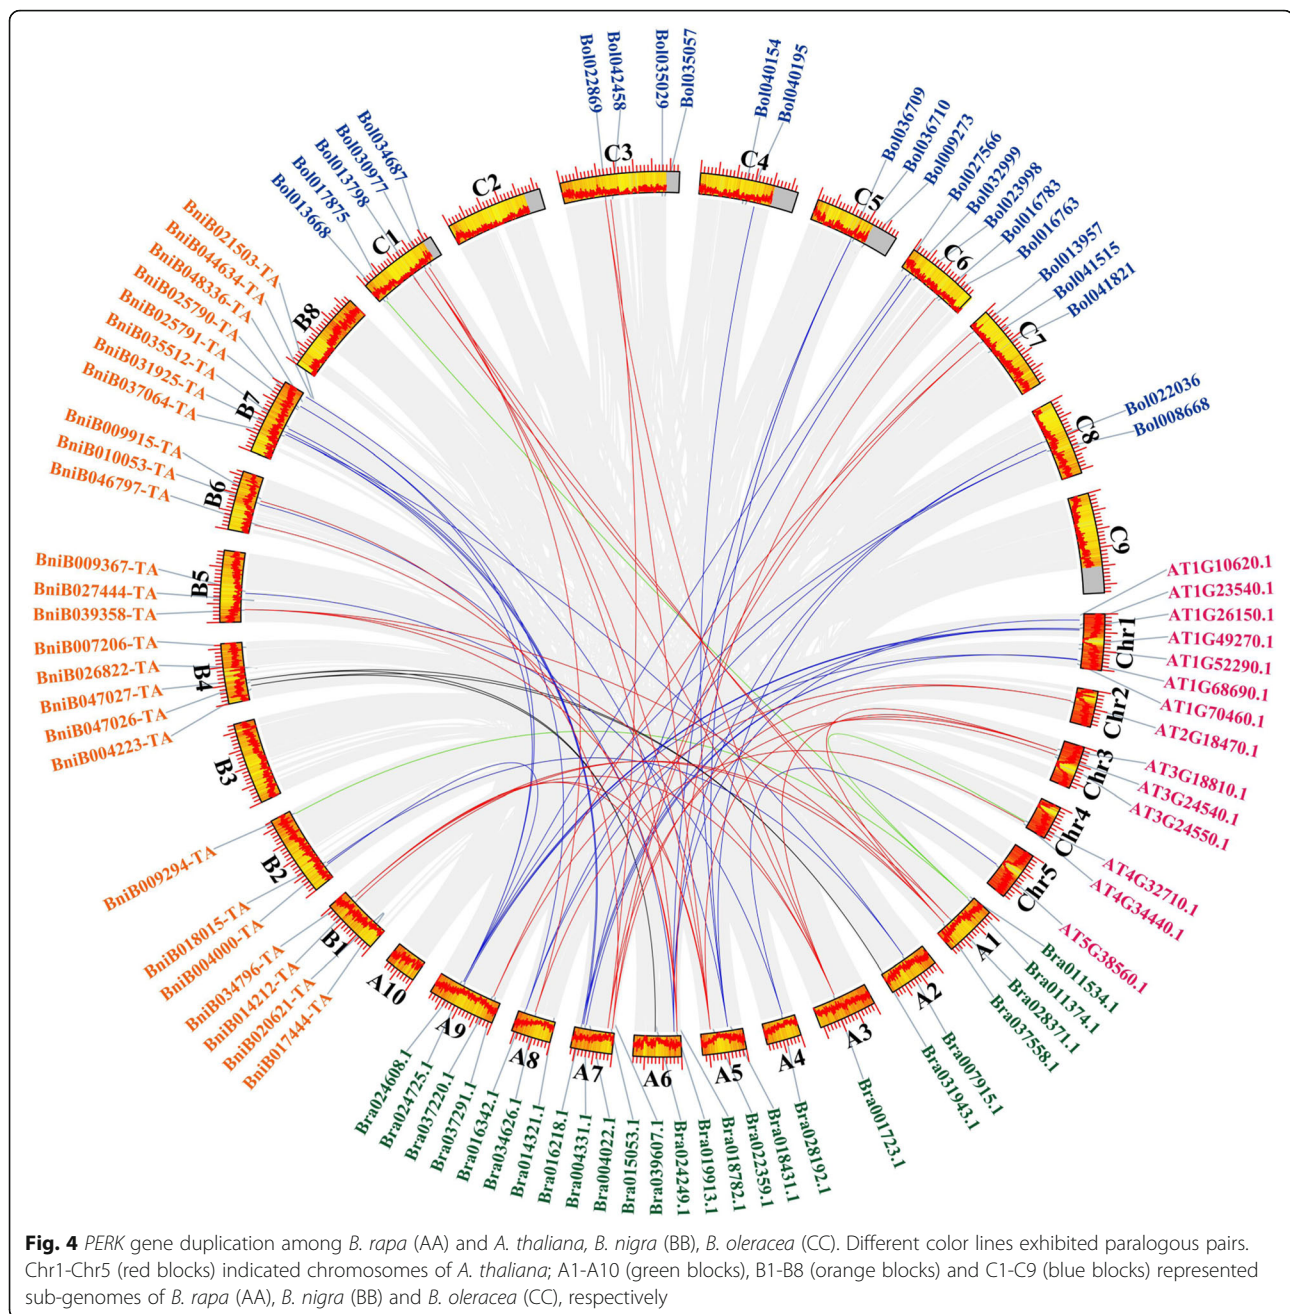 Bol022869
Bol042458
Bol035029
Bol035057
Bol040154
Bol040195
Bol036709
Bol036710
Bol009273
Bol027566
Bol032999
Bol023998
Bol016783
Bol016763
Bol013957
Bol041515
Bol041821
Bol022036
Bol008668
AT1G10620.1
AT1G23540.1
AT1G26150.1
AT1G49270.1
AT1G52290.1
AT1G68690.1
AT1G70460.1
AT2G18470.1
AT3G18810.1
AT3G24540.1
AT3G24550.1
AT4G32710.1
AT4G34440.1
AT5G38560.1
Bra011534.1
Bra011374.1
Bra028371.1
Bra037558.1
Bra007915.1
Bra031943.1
Bra001723.1
Bra028192.1
Bra018431.1
Bra022359.1
Bra018782.1
Bra019913.1
Bra024249.1
Bra039607.1
Bra015053.1
Bra004022.1
Bra004331.1
Bra016218.1
Bra014321.1
Bra034626.1
Bra016342.1
Bra037291.1
Bra037220.1
Bra024725.1
Bra024608.1
BniB017444-TA
BniB020621-TA
BniB014212-TA
BniB034796-TA
BniB004000-TA
BniB018015-TA
BniB009294-TA
BniB004223-TA
BniB047026-TA
BniB047027-TA
BniB026822-TA
BniB007206-TA
BniB039358-TA
BniB027444-TA
BniB009367-TA
BniB046797-TA
BniB010053-TA
BniB009915-TA
BniB037064-TA
BniB031925-TA
BniB035512-TA
BniB025791-TA
BniB025790-TA
BniB048336-TA
BniB044634-TA
BniB021503-TA
Bol013668
Bol017875
Bol013798
Bol030977
Bol034687
C1
C2
C3
C4
C5
C6
C7
C8
C9
Chr1
Chr2
Chr3
Chr4
Chr5
A1
A2
A3
A4
A5
A6
A7
A8
A9
A10
B1
B2
B3
B4
B5
B6
B7
B8
Fig. 4 PERK gene duplication among B. rapa (AA) and A. thaliana, B. nigra (BB), B. oleracea (CC). Different color lines exhibited paralogous pairs.
Chr1-Chr5 (red blocks) indicated chromosomes of A. thaliana; A1-A10 (green blocks), B1-B8 (orange blocks) and C1-C9 (blue blocks) represented
sub-genomes of B. rapa (AA), B. nigra (BB) and B. oleracea (CC), respectively